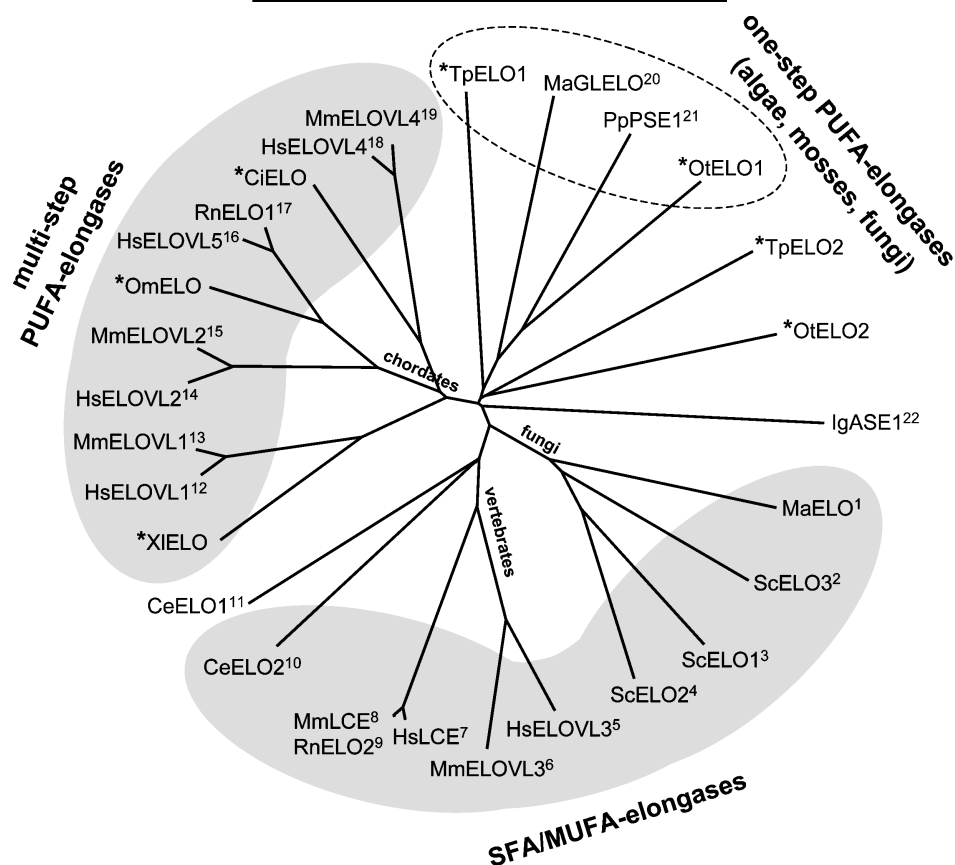 one-step PUFA-elongases
(algae, mosses, fungi)
*TpELO1
MaGLELO20
PpPSE121
*OtELO1
*TpELO2
*OtELO2
IgASE122
multi-step
PUFA-elongases
MmELOVL419
HsELOVL418
*CiELO
RnELO117
HsELOVL516
*OmELO
MmELOVL215
HsELOVL214
MmELOVL113
HsELOVL112
*XlELO
chordates
fungi
vertebrates
CeELO111
CeELO210
MmLCE8
RnELO29
HsLCE7
MmELOVL36
HsELOVL35
ScELO24
ScELO13
ScELO32
MaELO1
SFA/MUFA-elongases